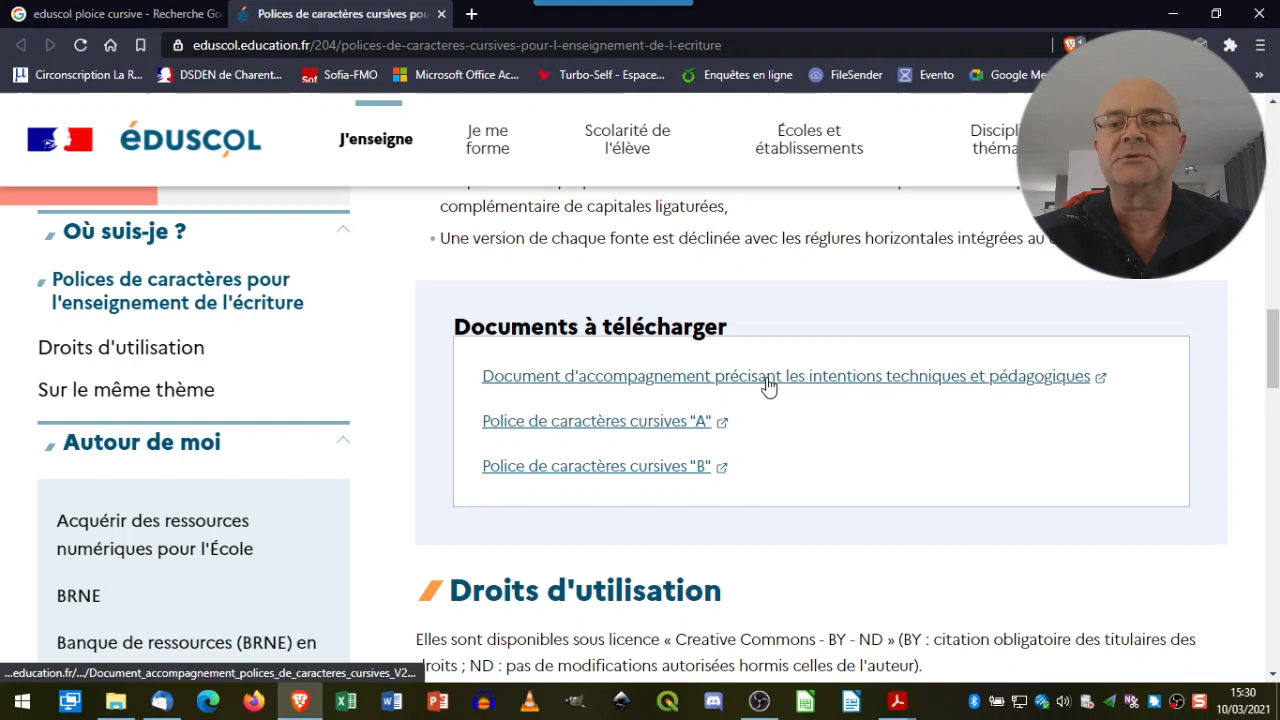 eduscol ploice cursive - Recherche Go
Polices de caractères cursives pou
eduscol.education.fr/204/polices-de-caracteres-cursives-pour-l-enseignement-de-l-ecriture
Circonscription La R...
DSDEN de Charent...
Sofia-FMO
Microsoft Office Ac...
Turbo-Self - Espace...
Enquêtes en ligne
FileSender
Evento
Google Me
éduscol
J'enseigne
Je me
forme
Scolarité de
l'élève
Écoles et
établissements
Discipl
théma
complémentaire de capitales ligaturées,
Une version de chaque fonte est déclinée avec les réglures horizontales intégrées au
Où suis-je ?
Polices de caractères pour
l'enseignement de l'écriture
Droits d'utilisation
Sur le même thème
Autour de moi
Acquérir des ressources
numériques pour l'École
BRNE
Banque de ressources (BRNE) en
Documents à télécharger
Document d'accompagnement précisant les intentions techniques et pédagogiques
Police de caractères cursives "A"
Police de caractères cursives "B"
Droits d'utilisation
Elles sont disponibles sous licence « Creative Commons - BY - ND » (BY : citation obligatoire des titulaires des
droits ; ND : pas de modifications autorisées hormis celles de l'auteur).
...education.fr/.../Document_accompagnement_polices_de_caracteres_cursives_V2...
15:30
10/03/2021